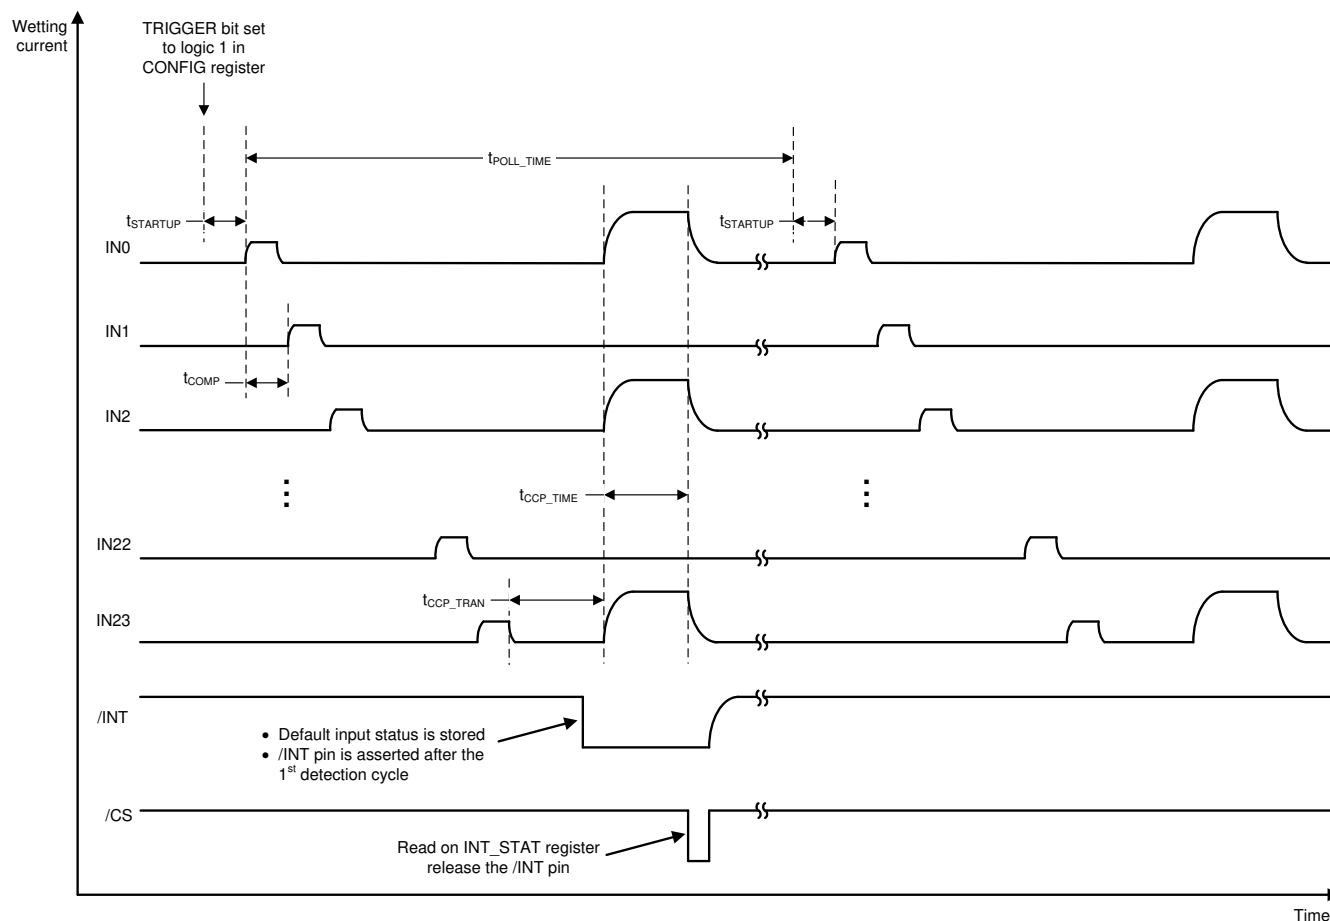 Wetting
current
TRIGGER bit set
to logic 1 in
CONFIG register
tPOLL_TIME
tSTARTUP
tSTARTUP
IN0
IN1
tCOMP
IN2
tCCP_TIME
IN22
tCCP_TRAN
IN23
/INT
• Default input status is stored
• /INT pin is asserted after the
1st detection cycle
/CS
Read on INT_STAT register
release the /INT pin
Time